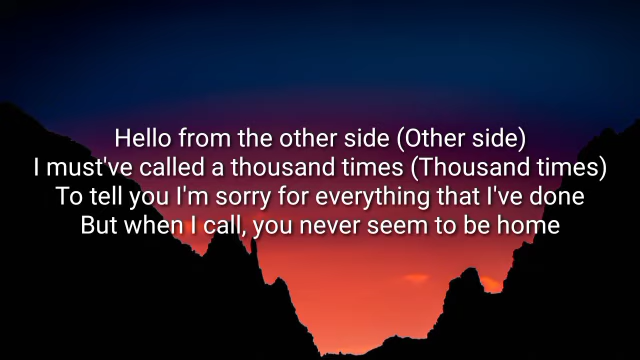 Hello from the other side (Other side)
I must've called a thousand times (Thousand times)
To tell you I'm sorry for everything that I've done
But when I call, you never seem to be home